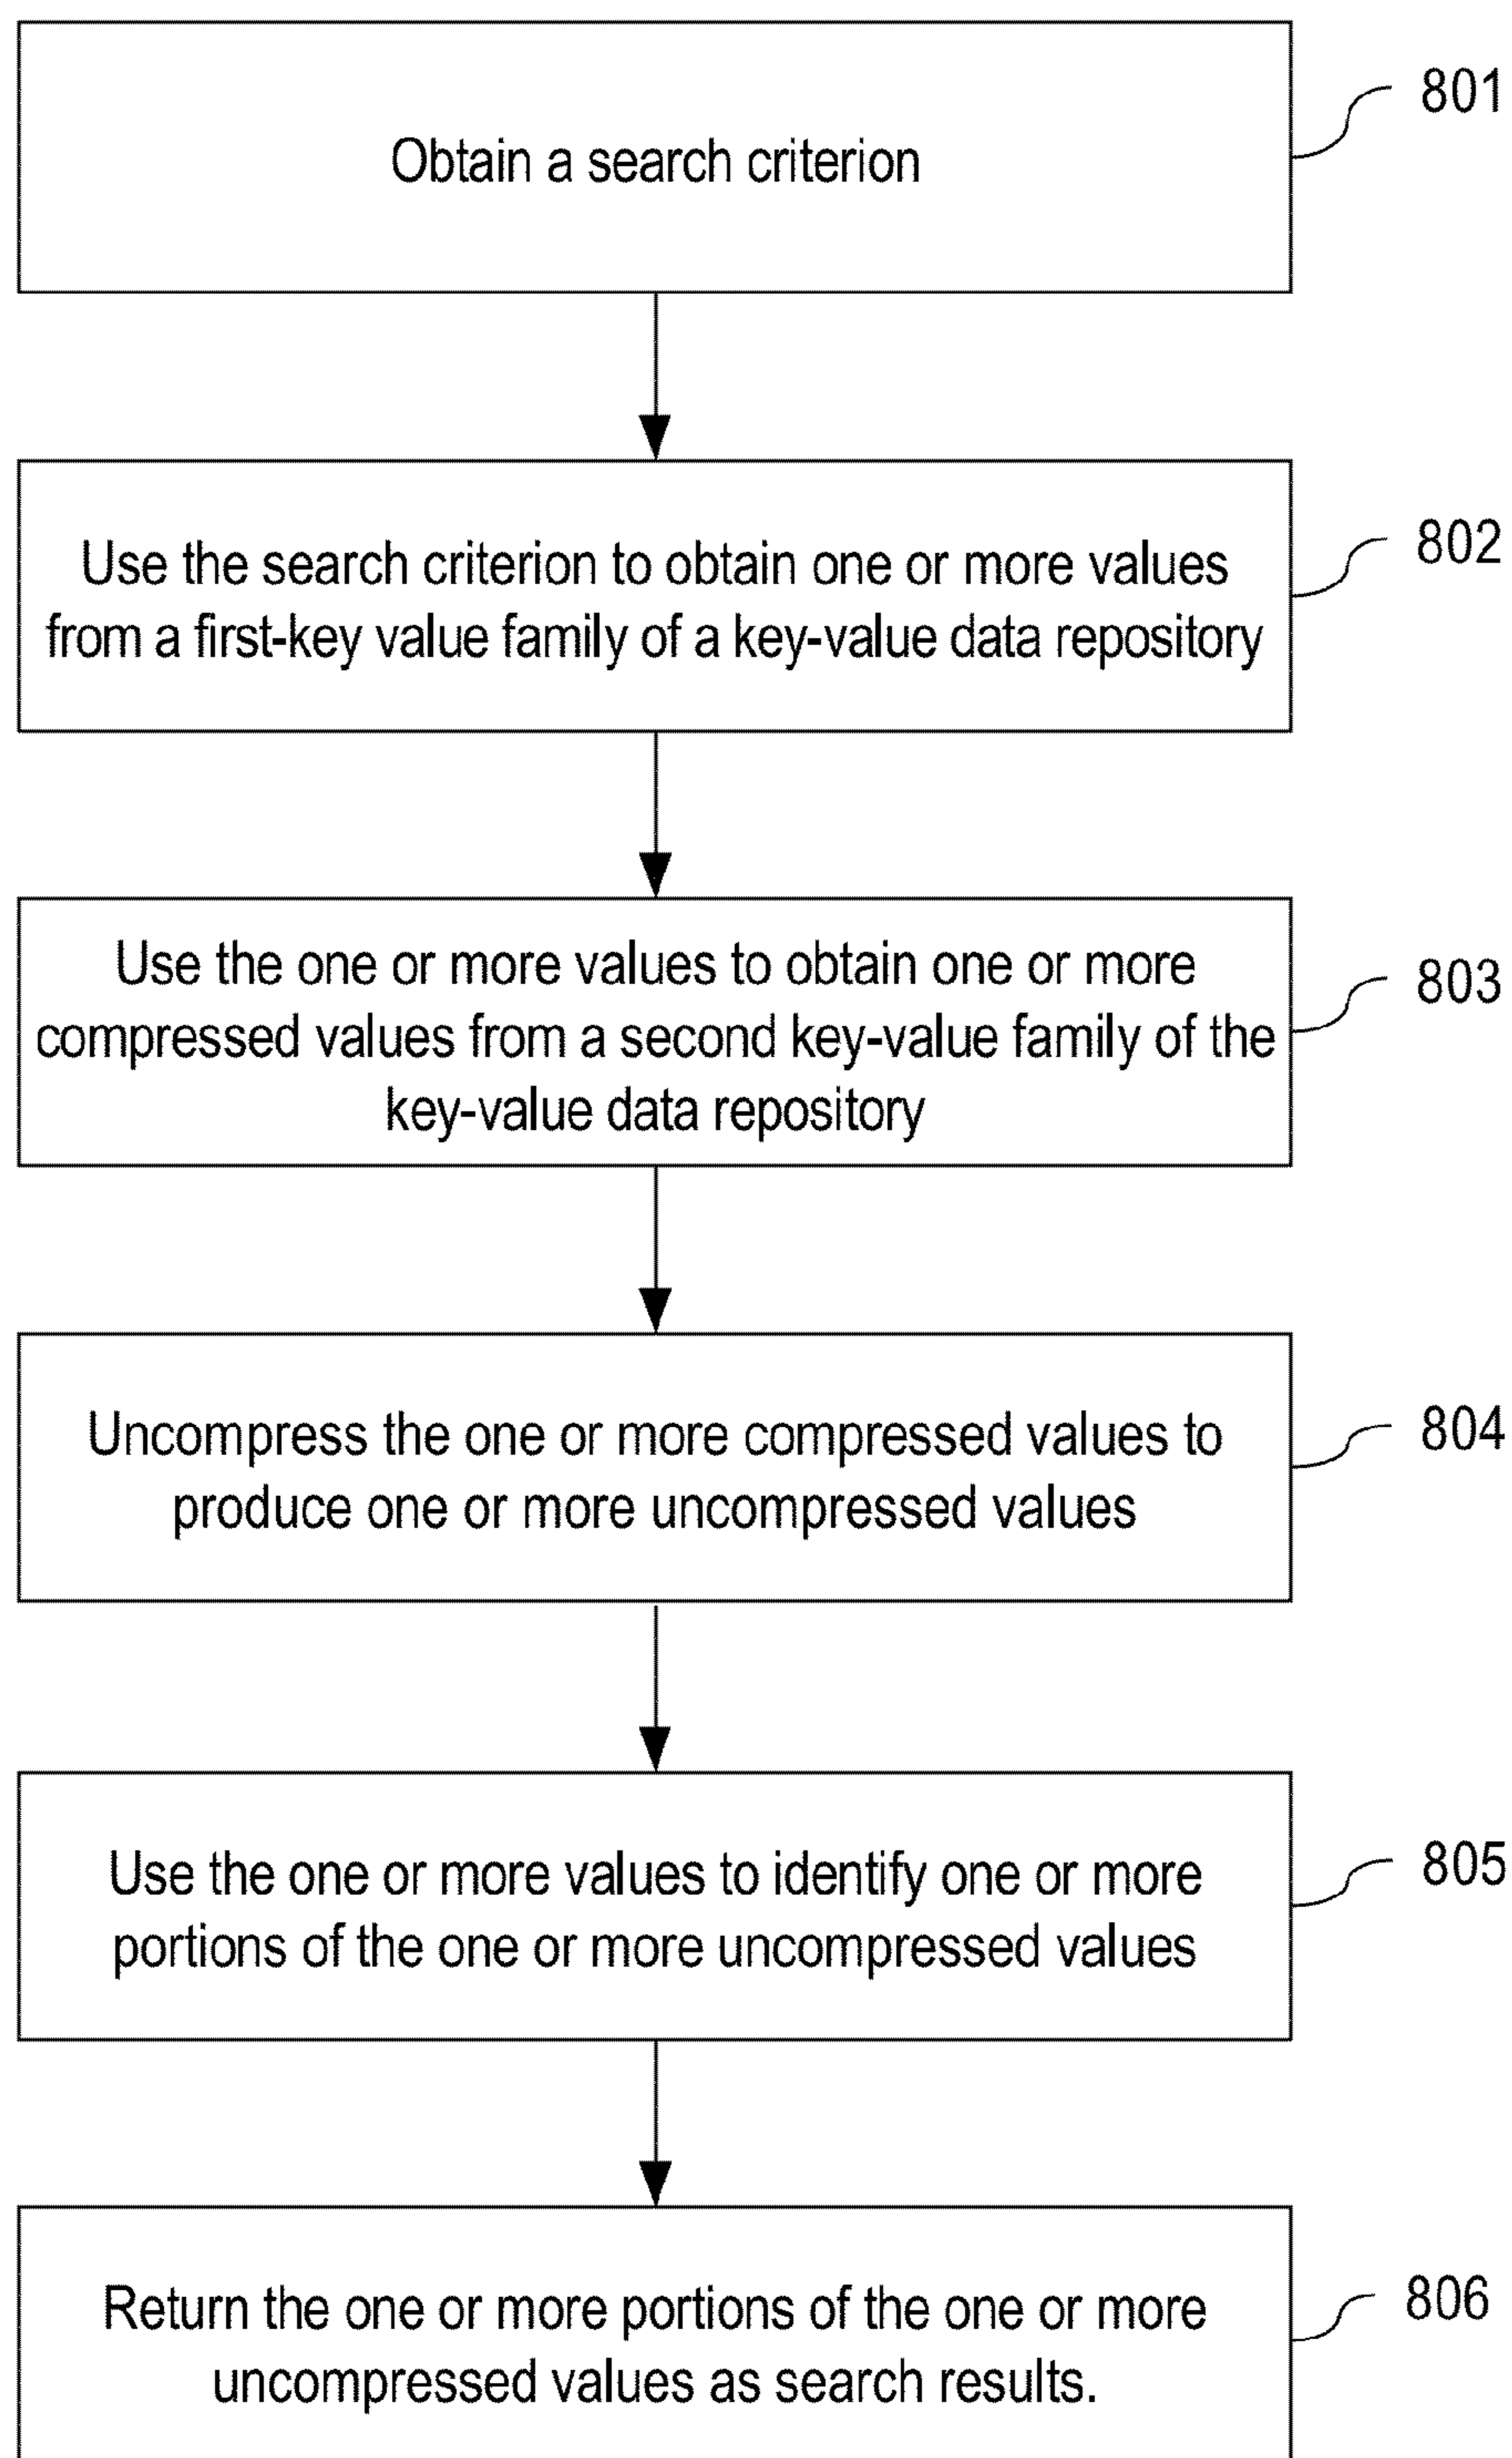 Obtain a search criterion
801
Use the search criterion to obtain one or more values
from a first-key value family of a key-value data repository
802
Use the one or more values to obtain one or more
compressed values from a second key-value family of the
key-value data repository
803
Uncompress the one or more compressed values to
produce one or more uncompressed values
804
Use the one or more values to identify one or more
portions of the one or more uncompressed values
805
Return the one or more portions of the one or more
uncompressed values as search results.
806